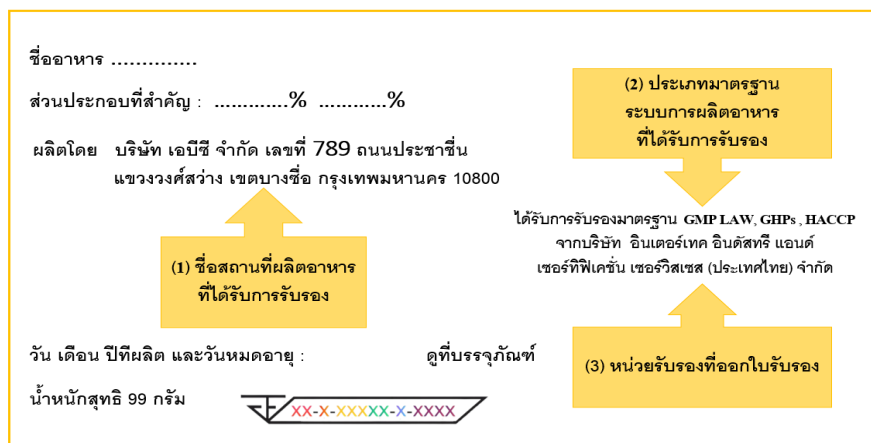 ชื่ออาหาร ..............
ส่วนประกอบที่สำคัญ : .............% ............%
ผลิตโดย บริษัท เอบีซี จำกัด เลขที่ 789 ถนนประชาชื่น
แขวงวงศ์สว่าง เขตบางซื่อ กรุงเทพมหานคร 10800
(1) ชื่อสถานที่ผลิตอาหาร
ที่ได้รับการรับรอง
(2) ประเภทมาตรฐาน
ระบบการผลิตอาหาร
ที่ได้รับการรับรอง
ได้รับการรับรองมาตรฐาน GMP LAW, GHPs , HACCP
จากบริษัท อินเตอร์เทค อินดัสทรี แอนด์
เซอร์ทิฟิเคชั่น เซอร์วิสเซส (ประเทศไทย) จำกัด
(3) หน่วยรับรองที่ออกใบรับรอง
วัน เดือน ปีที่ผลิต และวันหมดอายุ : ดูที่บรรจุภัณฑ์
น้ำหนักสุทธิ 99 กรัม
อย XX-X-XXXXX-X-XXXX